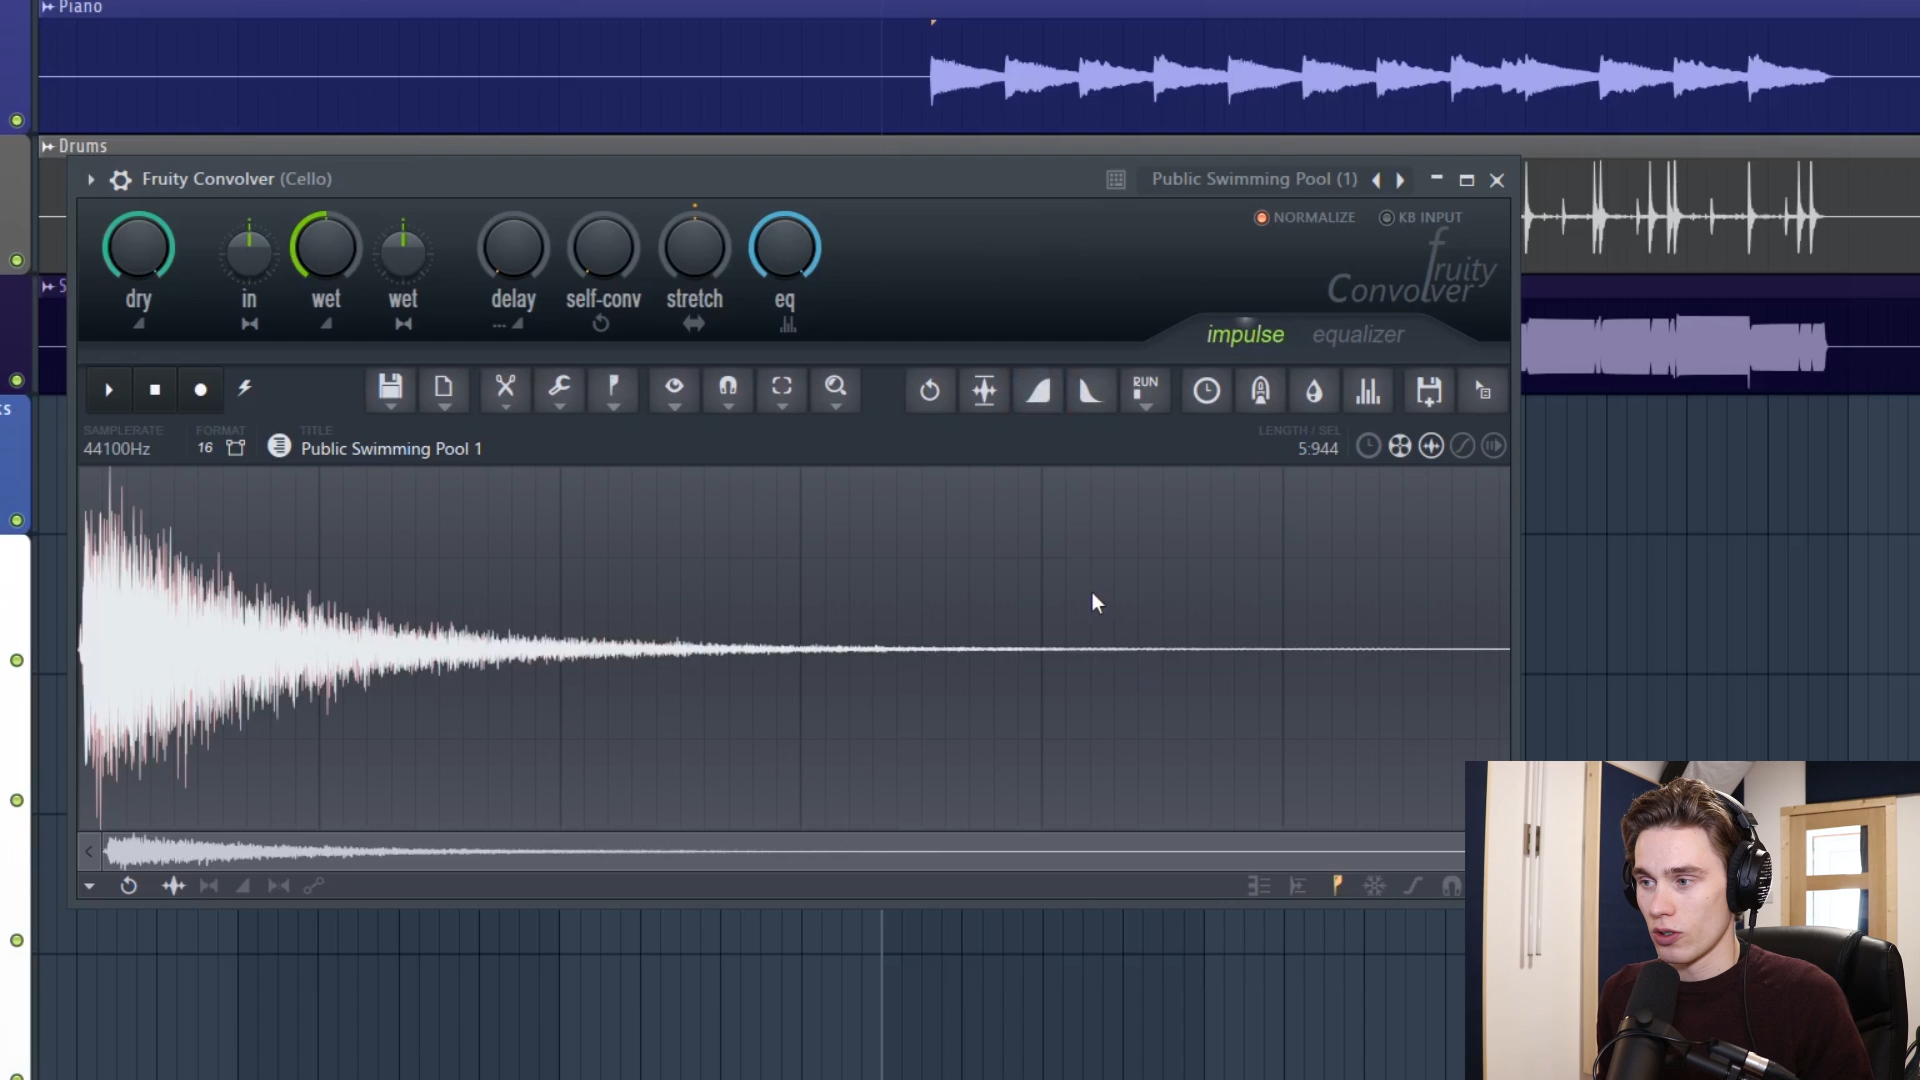 Piano
Drums
Fruity Convolver (Cello)
Public Swimming Pool (1)
NORMALIZE
KB INPUT
fruity
Convolver
dry
in
wet
wet
delay
self-conv
stretch
eq
impulse
equalizer
RUN
SAMPLERATE
44100Hz
FORMAT
16
TITLE
Public Swimming Pool 1
LENGTH / SEL
5:944
S
KS